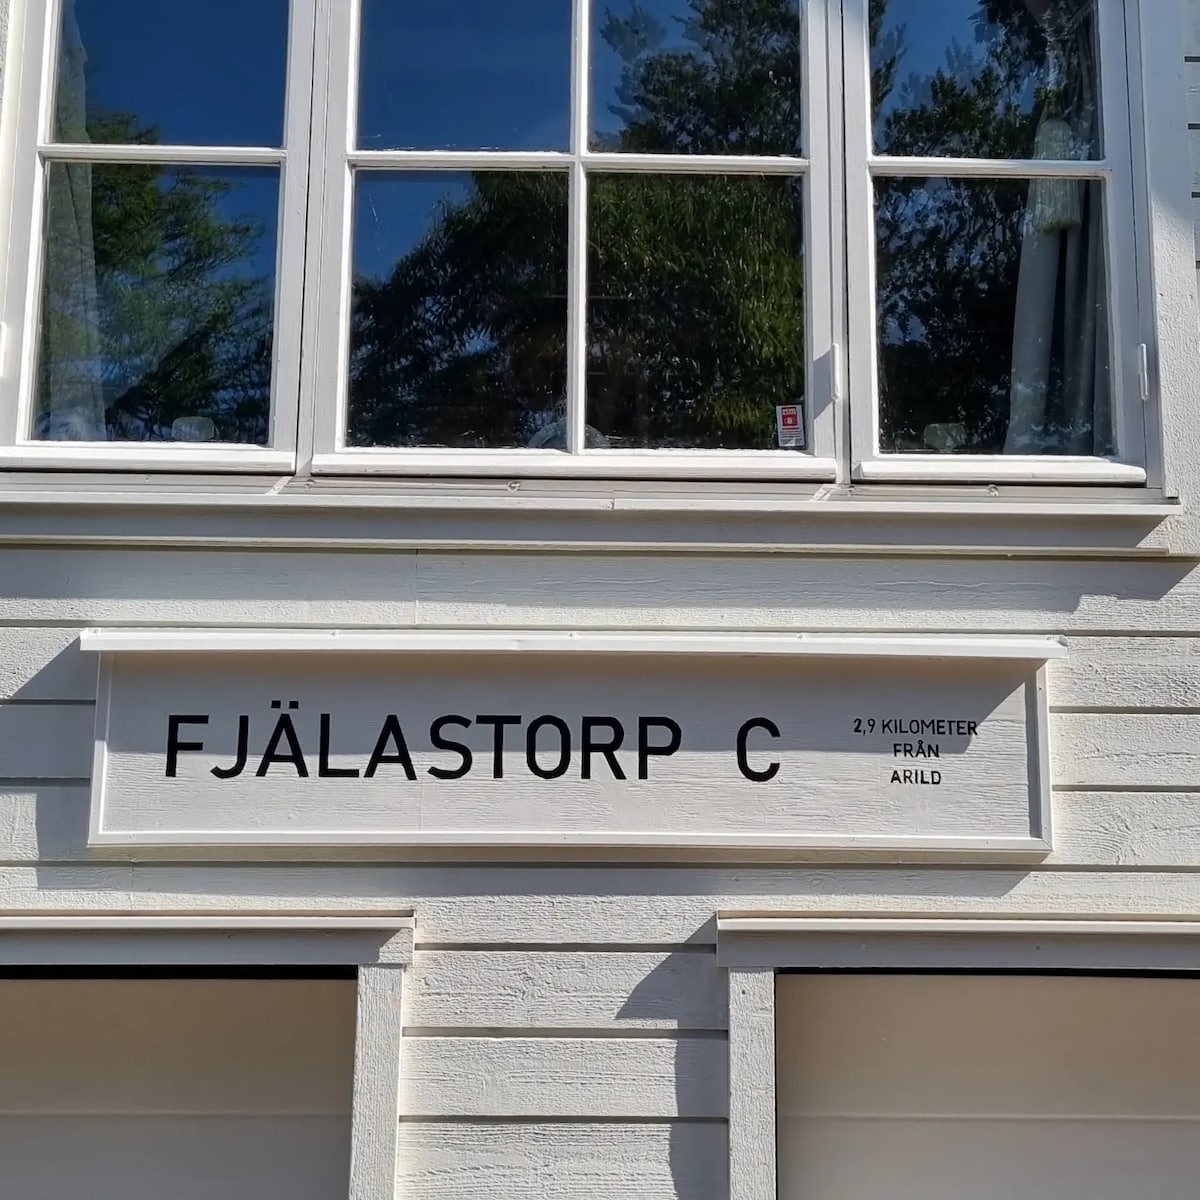 FJÄLASTORP C
2,9 KILOMETER
FRÅN
ARILD